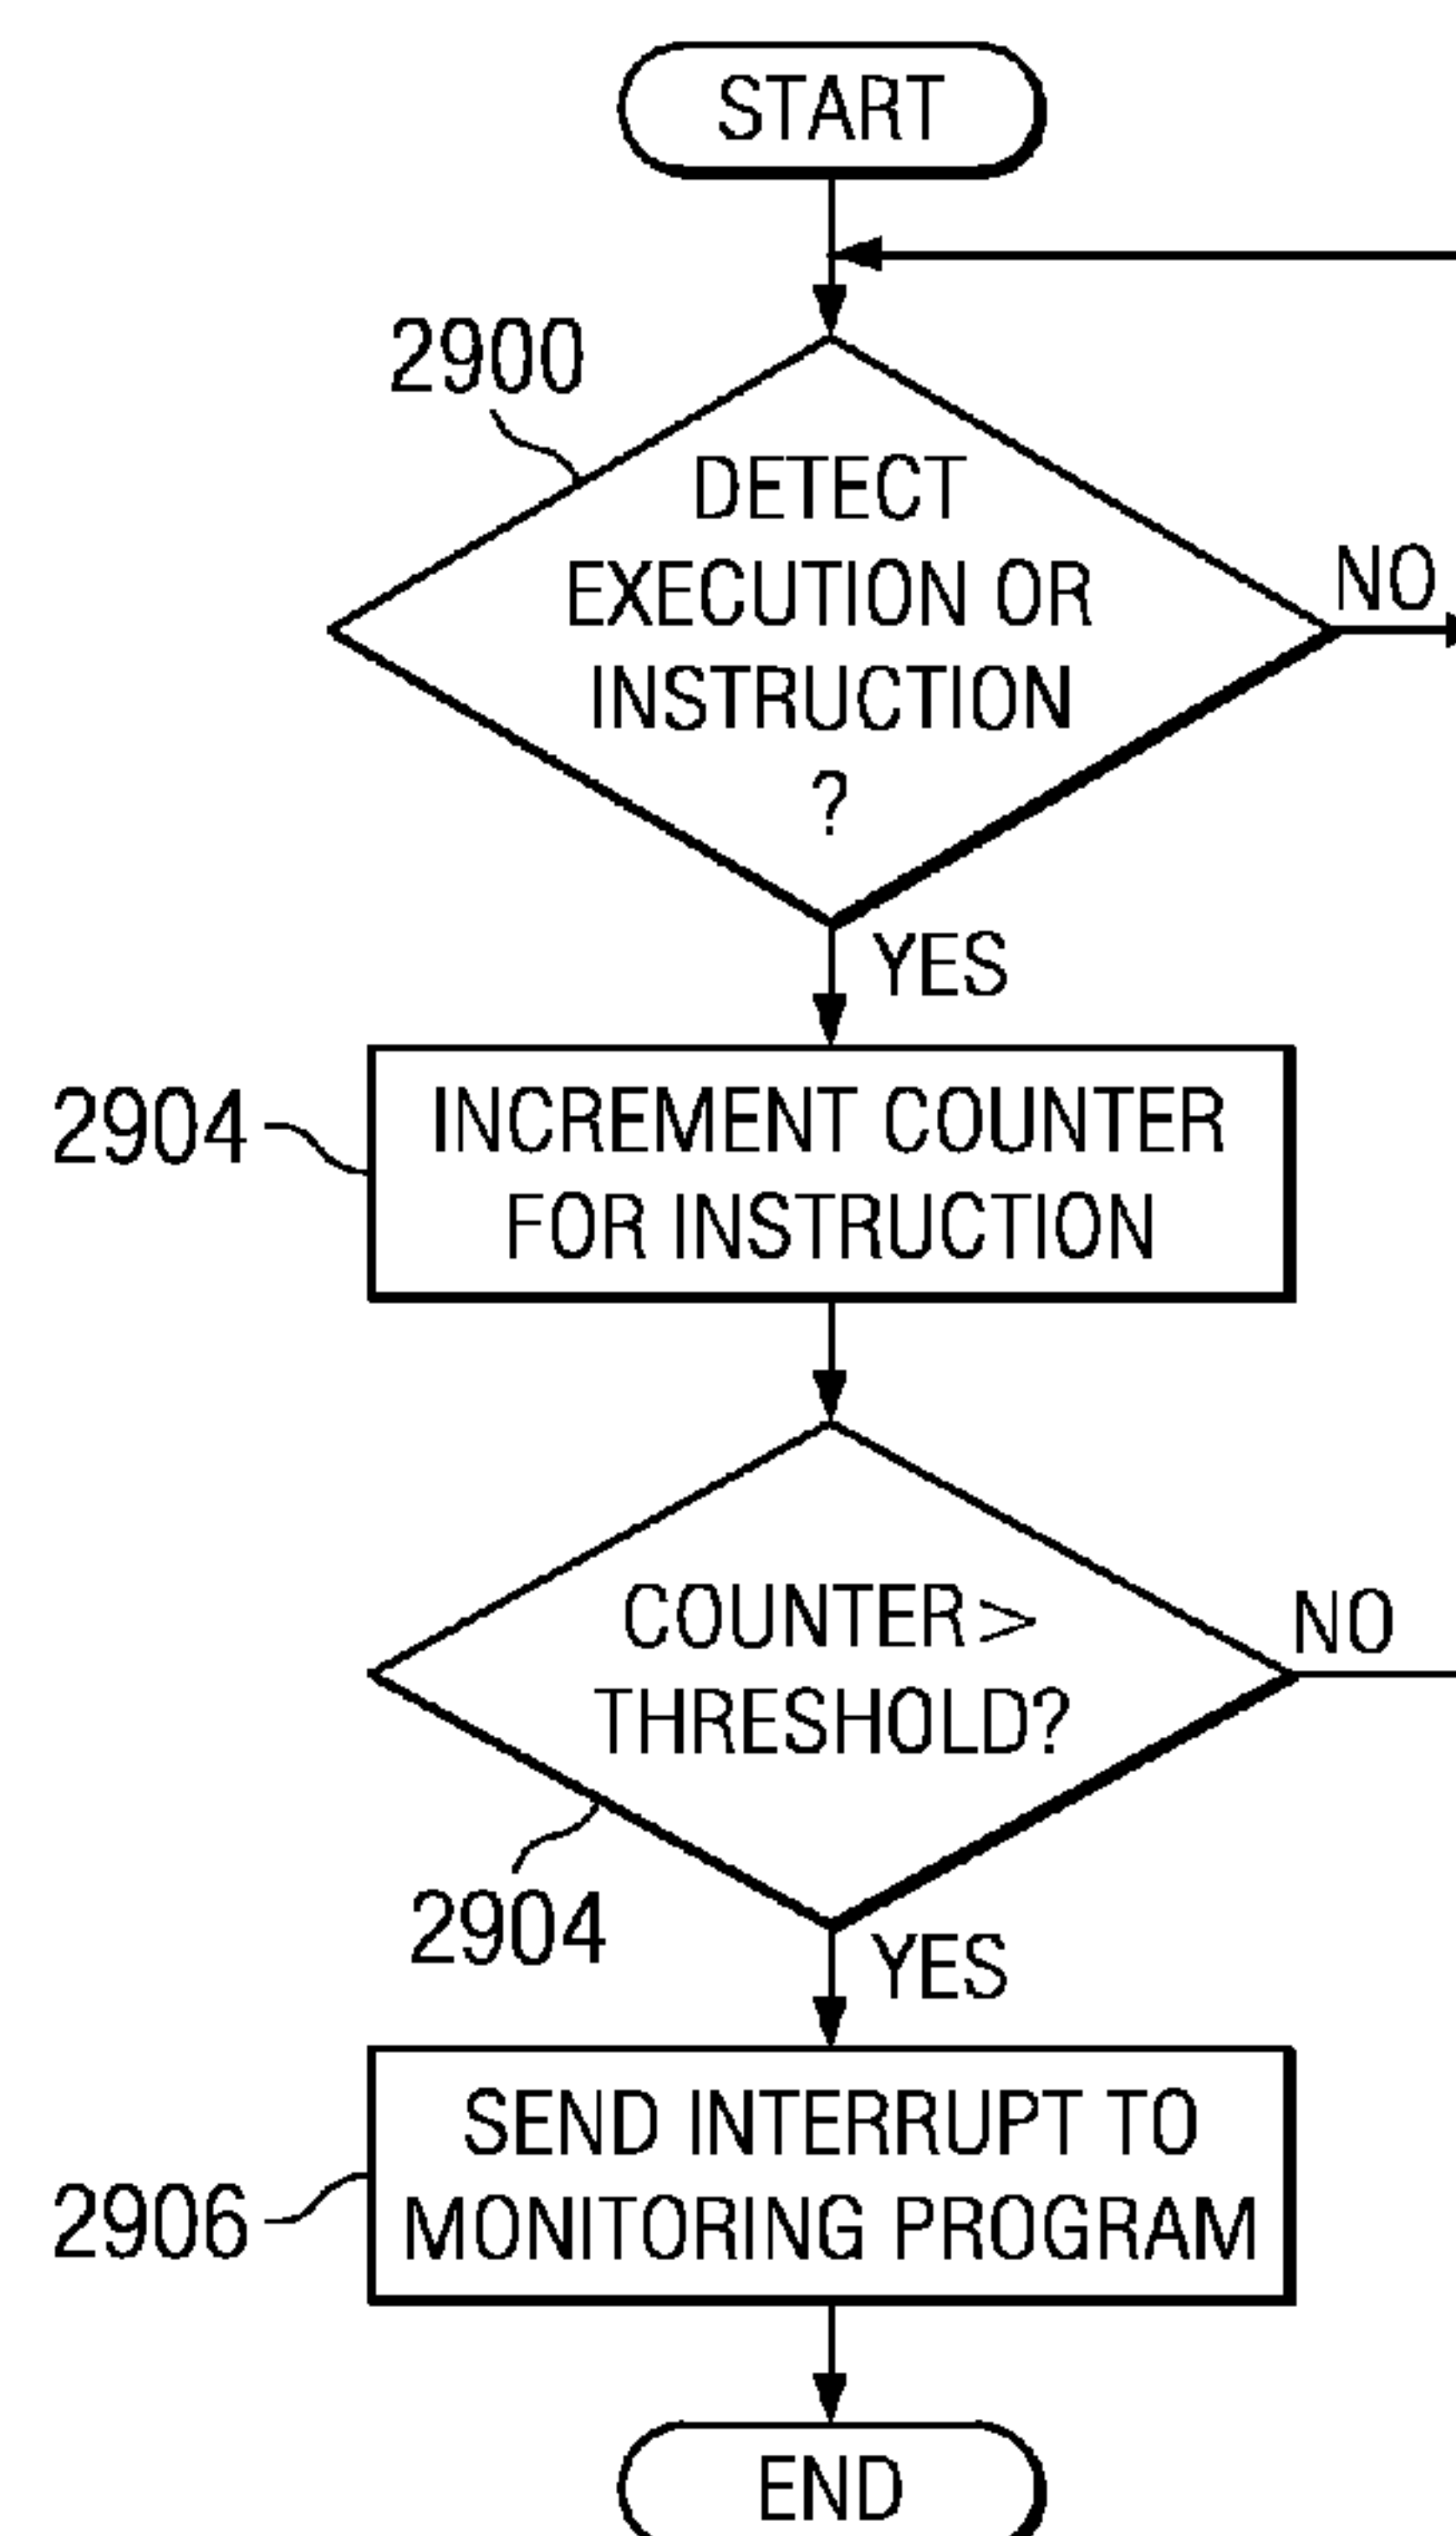 START
2900
DETECT
EXECUTION OR
INSTRUCTION
?
NO
YES
2904
INCREMENT COUNTER
FOR INSTRUCTION
COUNTER>
THRESHOLD?
NO
2904
YES
SEND INTERRUPT TO
MONITORING PROGRAM
2906
END